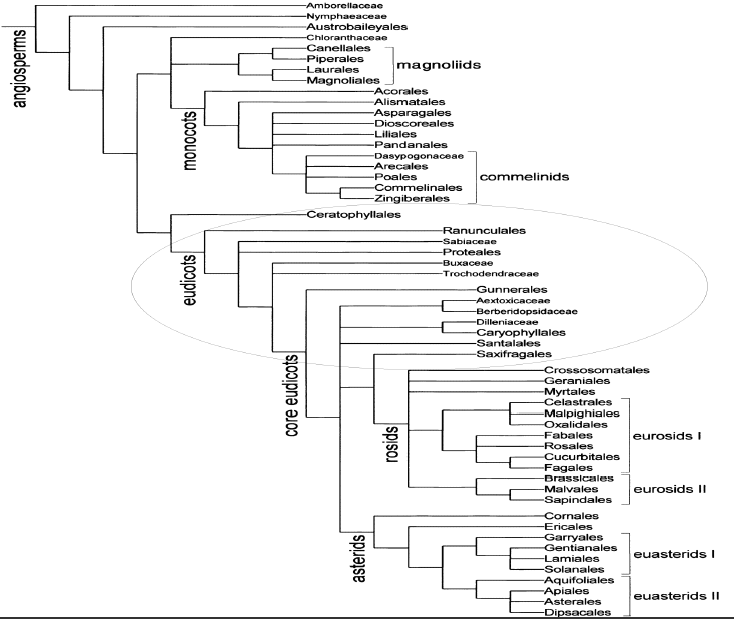 Amborellaceae
Nymphaeaceae
Austrobaileyales
Chloranthaceae
Canellales
Piperales
Laurales
Magnoliales
magnoliids
angiosperms
Acorales
Alismatales
Asparagales
Dioscoreales
Liliales
Pandanales
monocots
Dasypogonaceae
Arecales
Poales
Commelinales
Zingiberales
commelinids
Ceratophyllales
Ranunculales
Sabiaceae
Proteales
Buxaceae
Trochodendraceae
eudicots
Gunnerales
Aextoxicaceae
Berberidopsidaceae
Dilleniaceae
Caryophyllales
Santalales
Saxifragales
core eudicots
Crossosomatales
Geraniales
Myrtales
Celastrales
Malpighiales
Oxalidales
Fabales
Rosales
Cucurbitales
Fagales
eurosids I
rosids
Brassicales
Malvales
Sapindales
eurosids II
Cornales
Ericales
Garryales
Gentianales
Lamiales
Solanales
euasterids I
asterids
Aquifoliales
Apiales
Asterales
Dipsacales
euasterids II